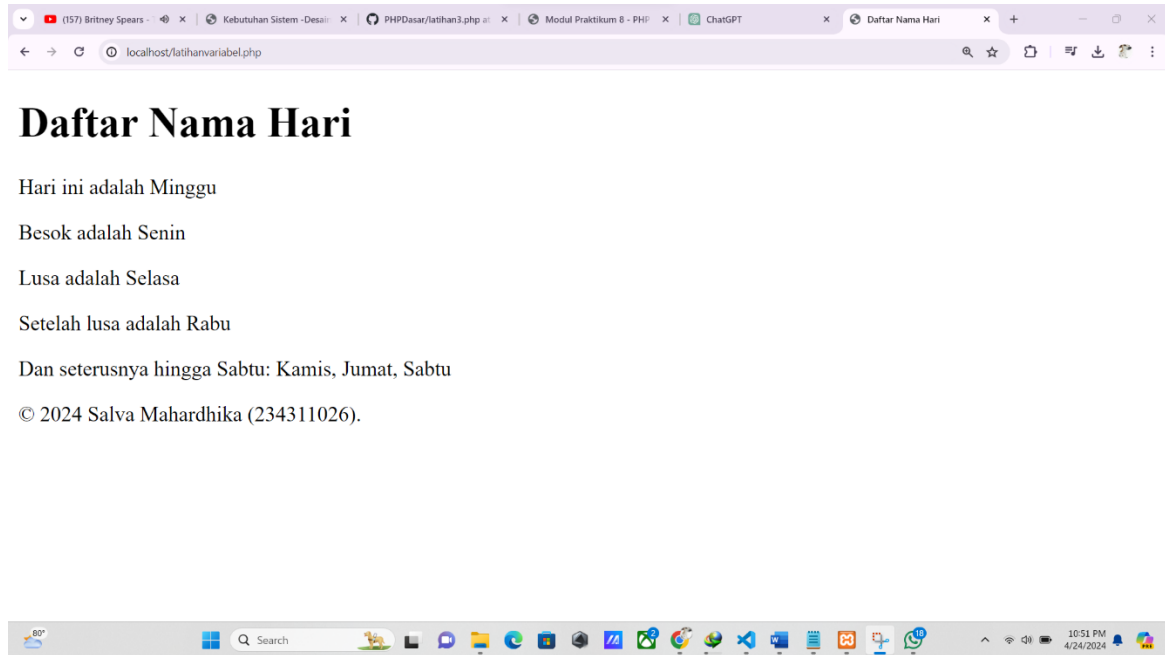 (157) Britney Spears -
Kebutuhan Sistem -Desain
PHPDasar/latihan3.php at
Modul Praktikum 8 - PHP
ChatGPT
Daftar Nama Hari
localhost/latihanvariabel.php
Daftar Nama Hari
Hari ini adalah Minggu
Besok adalah Senin
Lusa adalah Selasa
Setelah lusa adalah Rabu
Dan seterusnya hingga Sabtu: Kamis, Jumat, Sabtu
© 2024 Salva Mahardhika (234311026).
80°
Search
2
18
10:51 PM
4/24/2024